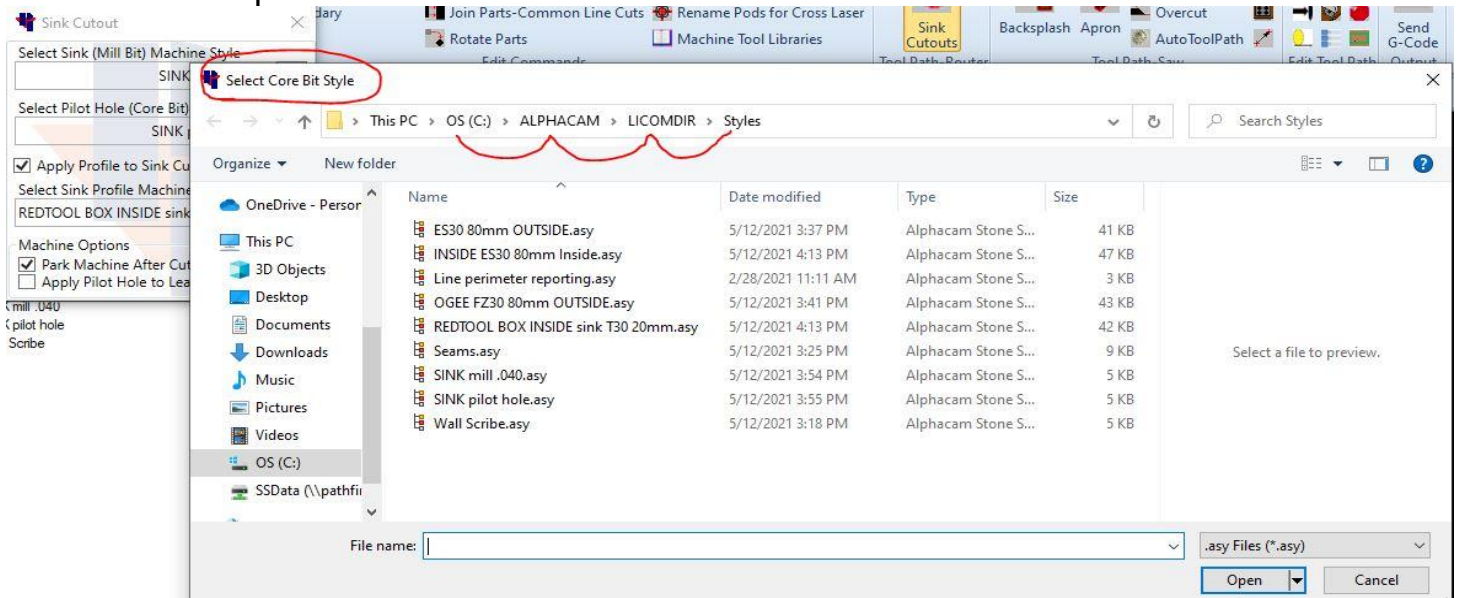 Sink Cutout
Join Parts-Common Line Cuts Rename Pods for Cross Laser
Rotate Parts Machine Tool Libraries
Edit Commands
Sink
Cutouts
Tool Path-Router
Backsplash Apron
Overcut
AutoToolPath
Tool Path-Saw
Edit Tool Path
Send
G-Code
Output
Select Sink (Mill Bit) Machine Style
SINK
Select Pilot Hole (Core Bit)
SINK
Apply Profile to Sink Cu
Select Sink Profile Machine
REDTOOL BOX INSIDE sink
Machine Options
Park Machine After Cut
Apply Pilot Hole to Lea
mill .040
pilot hole
Scribe
Select Core Bit Style
This PC > OS (C:) > ALPHACAM > LICOMDIR > Styles
Search Styles
Organize New folder
OneDrive - Person
This PC
3D Objects
Desktop
Documents
Downloads
Music
Pictures
Videos
OS (C:)
SSData (\\pathfi
Name Date modified Type Size
ES30 80mm OUTSIDE.asy 5/12/2021 3:37 PM Alphacam Stone S... 41 KB
INSIDE ES30 80mm Inside.asy 5/12/2021 4:13 PM Alphacam Stone S... 47 KB
Line perimeter reporting.asy 2/28/2021 11:11 AM Alphacam Stone S... 3 KB
OGEE FZ30 80mm OUTSIDE.asy 5/12/2021 3:41 PM Alphacam Stone S... 43 KB
REDTOOL BOX INSIDE sink T30 20mm.asy 5/12/2021 4:13 PM Alphacam Stone S... 42 KB
Seams.asy 5/12/2021 3:25 PM Alphacam Stone S... 9 KB
SINK mill .040.asy 5/12/2021 3:54 PM Alphacam Stone S... 5 KB
SINK pilot hole.asy 5/12/2021 3:55 PM Alphacam Stone S... 5 KB
Wall Scribe.asy 5/12/2021 3:18 PM Alphacam Stone S... 5 KB
Select a file to preview.
File name:
.asy Files (*.asy)
Open Cancel